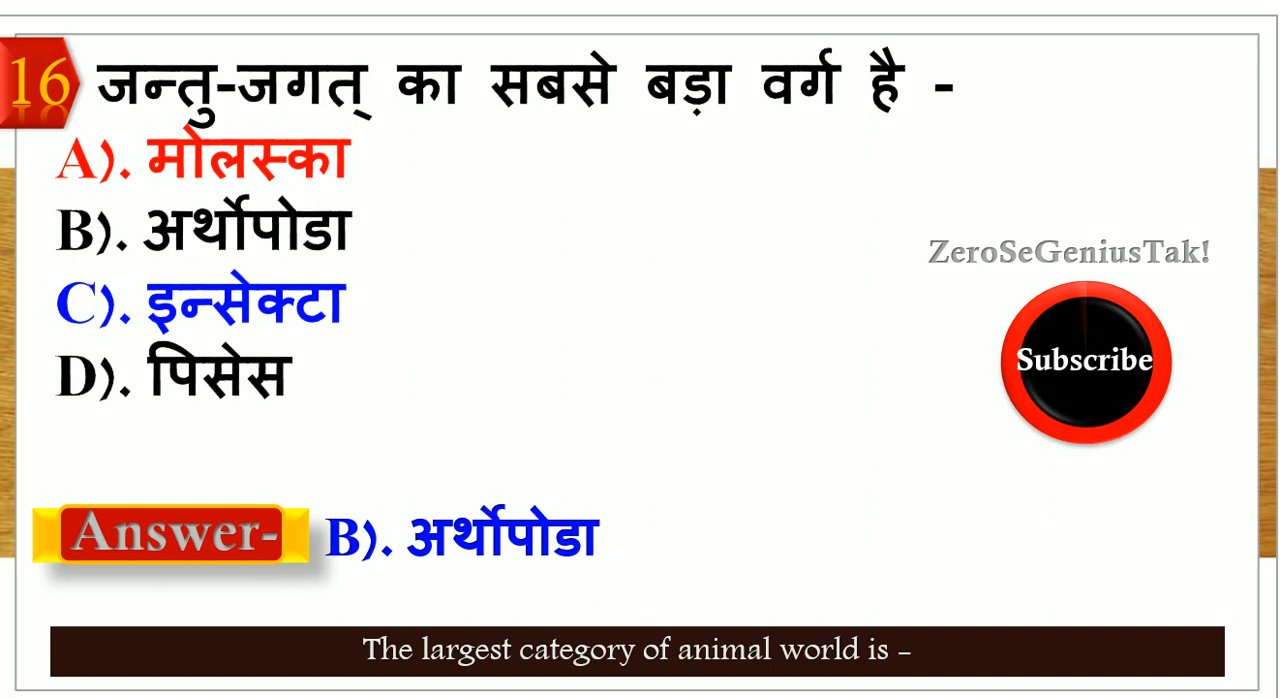 16 जन्तु-जगत् का सबसे बड़ा वर्ग है -
A). मोलस्का
B). अर्थोपोडा
C). इन्सेक्टा
D). पिसेस
ZeroSeGeniusTak!
Subscribe
Answer- B). अर्थोपोडा
The largest category of animal world is -